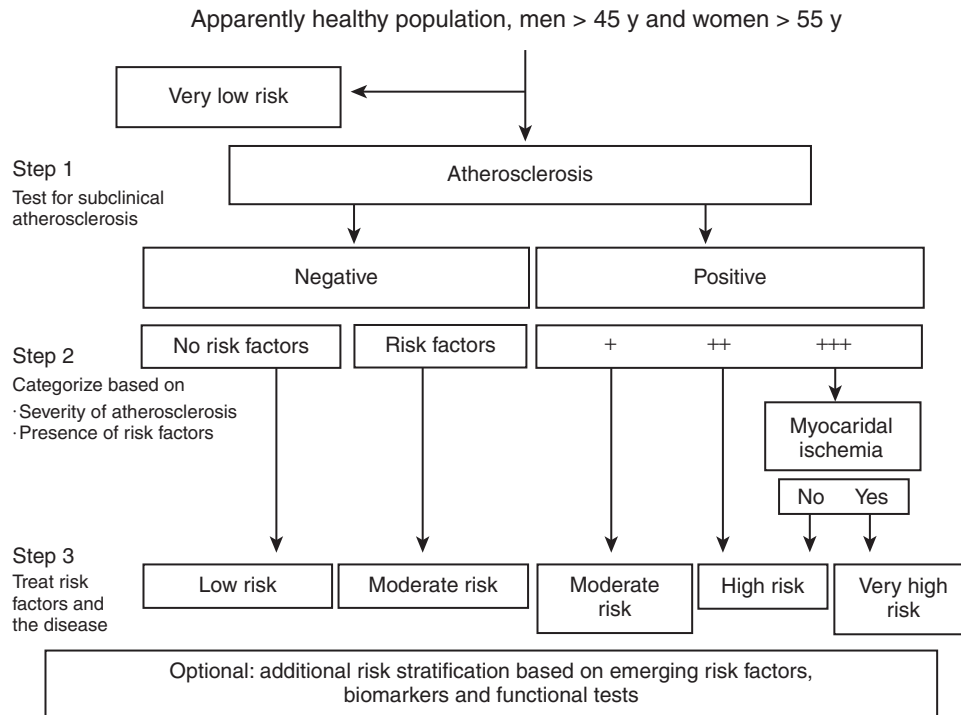 Apparently healthy population, men > 45 y and women > 55 y
Very low risk
Step 1
Test for subclinical
atherosclerosis
Atherosclerosis
Negative
Positive
Step 2
Categorize based on
·Severity of atherosclerosis
·Presence of risk factors
No risk factors
Risk factors
+ ++ +++
Myocaridal
ischemia
No Yes
Step 3
Treat risk
factors and
the disease
Low risk
Moderate risk
Moderate
risk
High risk
Very high
risk
Optional: additional risk stratification based on emerging risk factors,
biomarkers and functional tests